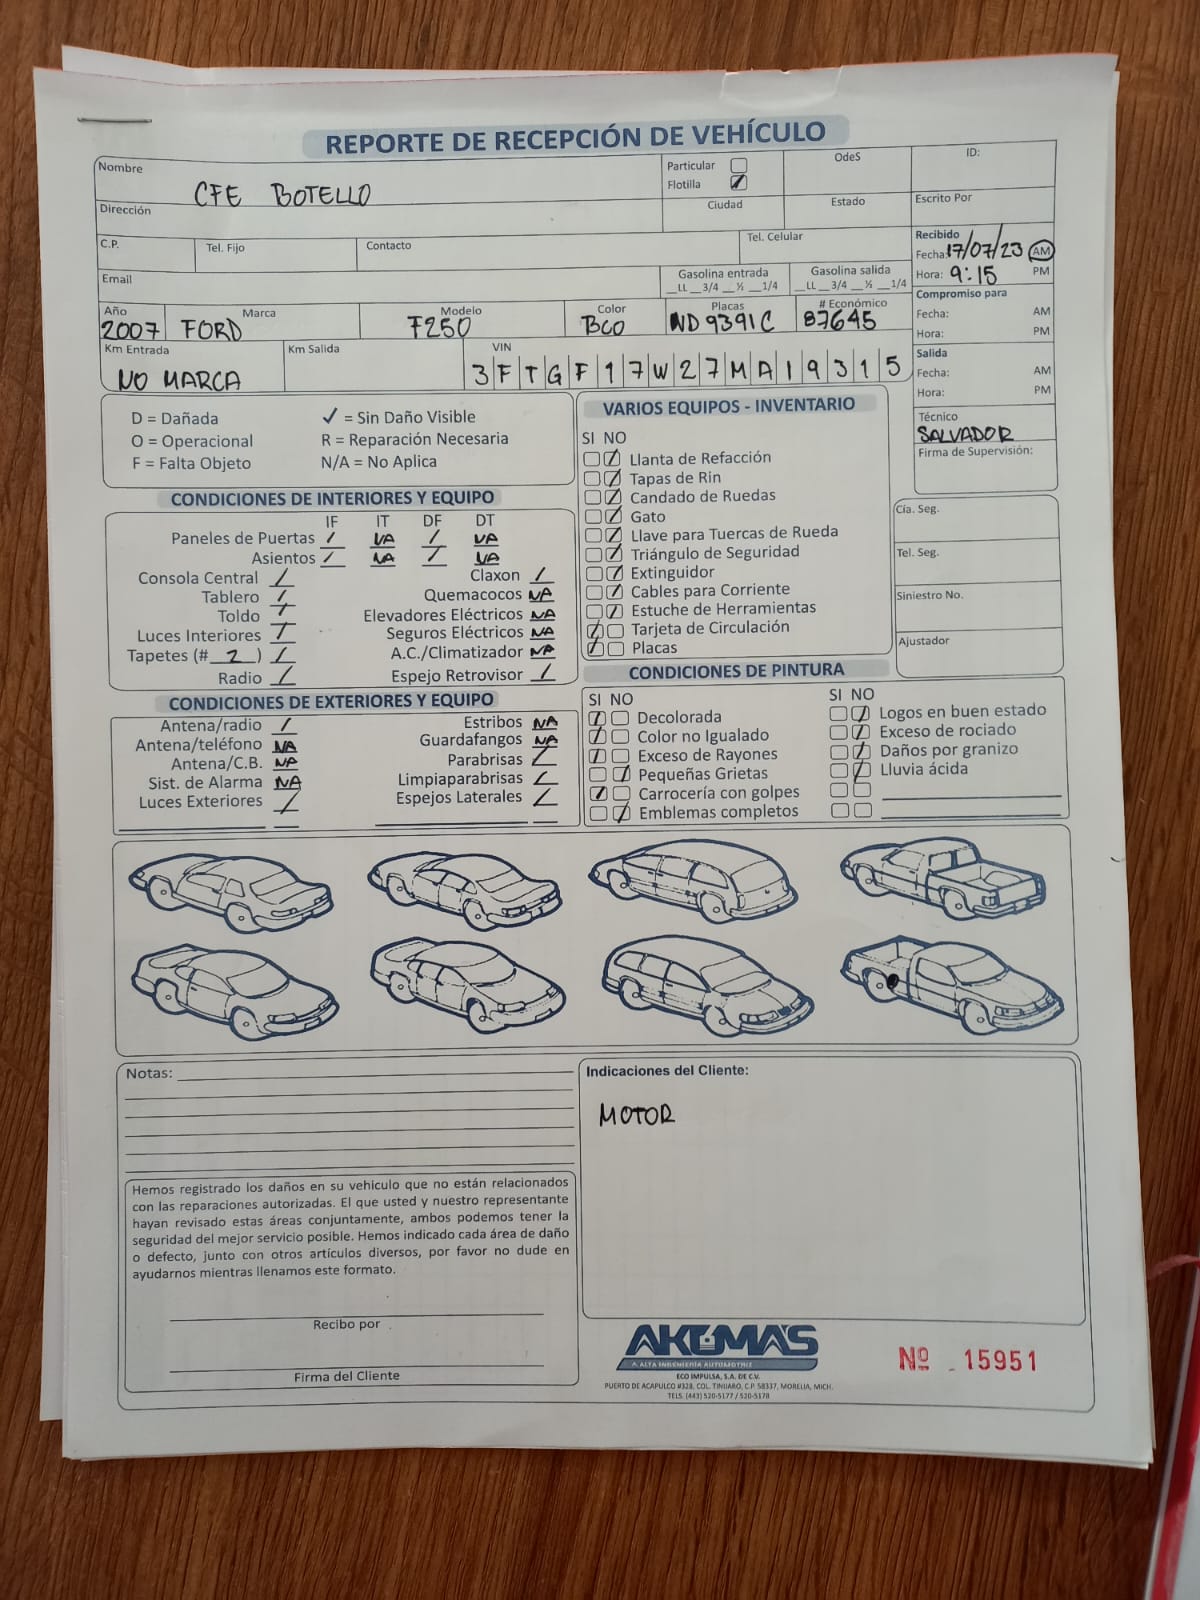 REPORTE DE RECEPCIÓN DE VEHÍCULO
Nombre CFE BOTELLO
Particular
Flotilla ✓
OdeS
ID:
Dirección
Ciudad
Estado
Escrito Por
C.P.
Tel. Fijo
Contacto
Tel. Celular
Recibido
Fecha: 17/07/23 AM
Hora: 9:15 PM
Email
Gasolina entrada
__LL __3/4 __½ __1/4
Gasolina salida
__LL __3/4 __½ __1/4
Compromiso para
Fecha: AM
Hora: PM
Año 2007
Marca FORD
Modelo F250
Color BCO
Placas ND9391C
# Económico 87645
Km Entrada NO MARCA
Km Salida
VIN 3FTGF17W27MA19315
Salida
Fecha: AM
Hora: PM
Técnico
SALVADOR
Firma de Supervisión:
D = Dañada ✓ = Sin Daño Visible
O = Operacional R = Reparación Necesaria
F = Falta Objeto N/A = No Aplica
CONDICIONES DE INTERIORES Y EQUIPO
IF IT DF DT
Paneles de Puertas / NA / NA
Asientos / NA / NA
Consola Central / Claxon /
Tablero / Quemacocos NA
Toldo / Elevadores Eléctricos NA
Luces Interiores / Seguros Eléctricos NA
Tapetes (# 2 ) / A.C./Climatizador NA
Radio / Espejo Retrovisor /
CONDICIONES DE EXTERIORES Y EQUIPO
Antena/radio / Estribos NA
Antena/teléfono NA Guardafangos NA
Antena/C.B. NA Parabrisas /
Sist. de Alarma NA Limpiaparabrisas /
Luces Exteriores / Espejos Laterales /
VARIOS EQUIPOS - INVENTARIO
SI NO
Llanta de Refacción
Tapas de Rin
Candado de Ruedas
Gato
Llave para Tuercas de Rueda
Triángulo de Seguridad
Extinguidor
Cables para Corriente
Estuche de Herramientas
Tarjeta de Circulación
Placas
Cía. Seg.
Tel. Seg.
Siniestro No.
Ajustador
CONDICIONES DE PINTURA
SI NO SI NO
Decolorada Logos en buen estado
Color no Igualado Exceso de rociado
Exceso de Rayones Daños por granizo
Pequeñas Grietas Lluvia ácida
Carrocería con golpes
Emblemas completos
Notas:
Indicaciones del Cliente:
MOTOR
Hemos registrado los daños en su vehiculo que no están relacionados
con las reparaciones autorizadas. El que usted y nuestro representante
hayan revisado estas áreas conjuntamente, ambos podemos tener la
seguridad del mejor servicio posible. Hemos indicado cada área de daño
o defecto, junto con otros artículos diversos, por favor no dude en
ayudarnos mientras llenamos este formato.
Recibo por
Firma del Cliente
AKUMA'S
A ALTA INGENIERÍA AUTOMOTRIZ
ECO IMPULSA, S.A. DE C.V.
PUERTO DE ACAPULCO #328, COL. TINIJARO, C.P. 58337, MORELIA, MICH.
TELS. (443) 520-5177 / 520-5178
Nº 15951